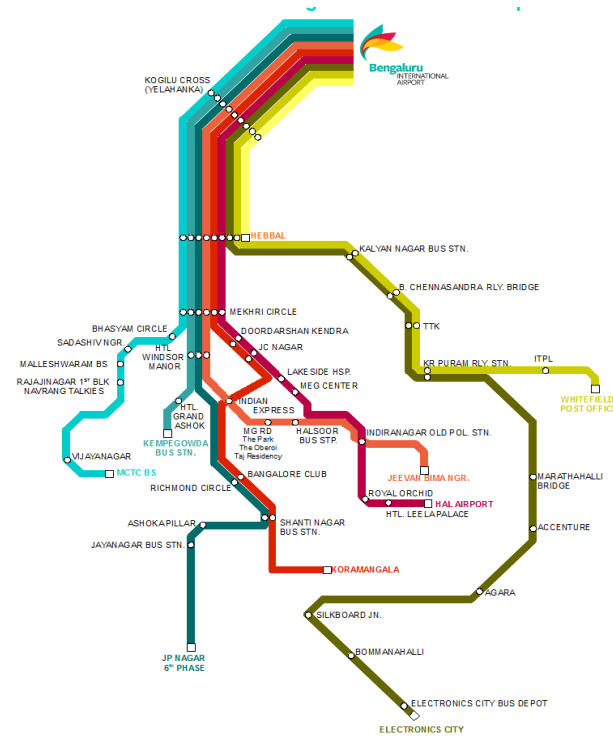 Bengaluru
INTERNATIONAL
AIRPORT
KOGILU CROSS
(YELAHANKA)
HEBBAL
KALYAN NAGAR BUS STN.
B. CHENNASANDRA RLY. BRIDGE
MEKHRI CIRCLE
TTK
BHASYAM CIRCLE
DOORDARSHAN KENDRA
SADASHIV NGR.
HTL
WINDSOR
MANOR
JC NAGAR
MALLESHWARAM BS
KR PURAM RLY. STN.
ITPL
LAKE SIDE HSP.
RAJAJINAGAR 1ST BLK
NAVRANG TALKIES
MEG CENTER
WHITEFIELD
POST OFFICE
HTL.
GRAND
ASHOK
INDIAN
EXPRESS
MG RD
The Park
The Oberoi
Taj Residency
HALSOOR
BUS STP.
INDIRANAGAR OLD POL. STN.
KEMPEGOWDA
BUS STN.
VIJAYANAGAR
MCTC BS
BANGALORE CLUB
JEEVAN BIMA NGR.
MARATHAHALLI
BRIDGE
RICHMOND CIRCLE
ROYAL ORCHID
HAL AIRPORT
HTL. LEELA PALACE
ASHOKA PILLAR
SHANTI NAGAR
BUS STN.
ACCENTURE
JAYANAGAR BUS STN.
KORAMANGALA
AGARA
SILKBOARD JN.
JP NAGAR
6th PHASE
BOMMANAHALLI
ELECTRONICS CITY BUS DEPOT
ELECTRONICS CITY